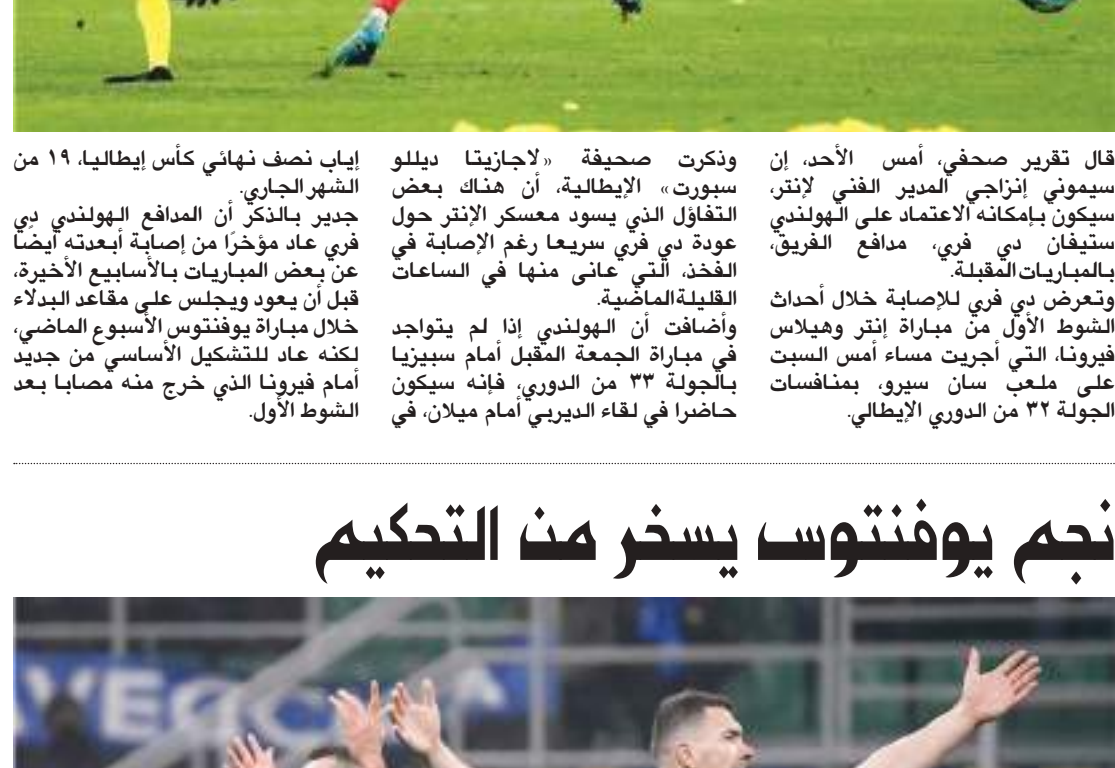 قال تقرير صحفي، أمس الأحد، إن
سيموني إنزاجي المدير الفني لإنتر،
سيكون بإمكانه الاعتماد على الهولندي
ستيفان دي فري، مدافع الفريق،
بالمباريات المقبلة.
وتعرض دي فري للإصابة خلال أحداث
الشوط الأول من مباراة إنتر وهيلاس
فيرونا، التي أجريت مساء أمس السبت
على ملعب سان سيرو، بمنافسات
الجولة ٣٢ من الدوري الإيطالي.
وذكرت صحيفة «لاجازيتا ديللو
سبورت» الإيطالية، أن هناك بعض
التفاؤل الذي يسود معسكر الإنتر حول
عودة دي فري سريعا رغم الإصابة في
الفخذ، التي عانى منها في الساعات
القليلة الماضية.
وأضافت أن الهولندي إذا لم يتواجد
في مباراة الجمعة المقبل أمام سبيزيا
بالجولة ٣٣ من الدوري، فإنه سيكون
حاضرا في لقاء الديربي أمام ميلان، في
إياب نصف نهائي كأس إيطاليا، ١٩ من
الشهر الجاري.
جدير بالذكر أن المدافع الهولندي دي
فري عاد مؤخرًا من إصابة أبعدته أيضًا
عن بعض المباريات بالأسابيع الأخيرة،
قبل أن يعود ويجلس على مقاعد البدلاء
خلال مباراة يوفنتوس الأسبوع الماضي،
لكنه عاد للتشكيل الأساسي من جديد
أمام فيرونا الذي خرج منه مصابا بعد
الشوط الأول.
نجم يوفنتوس يسخر من التحكيم